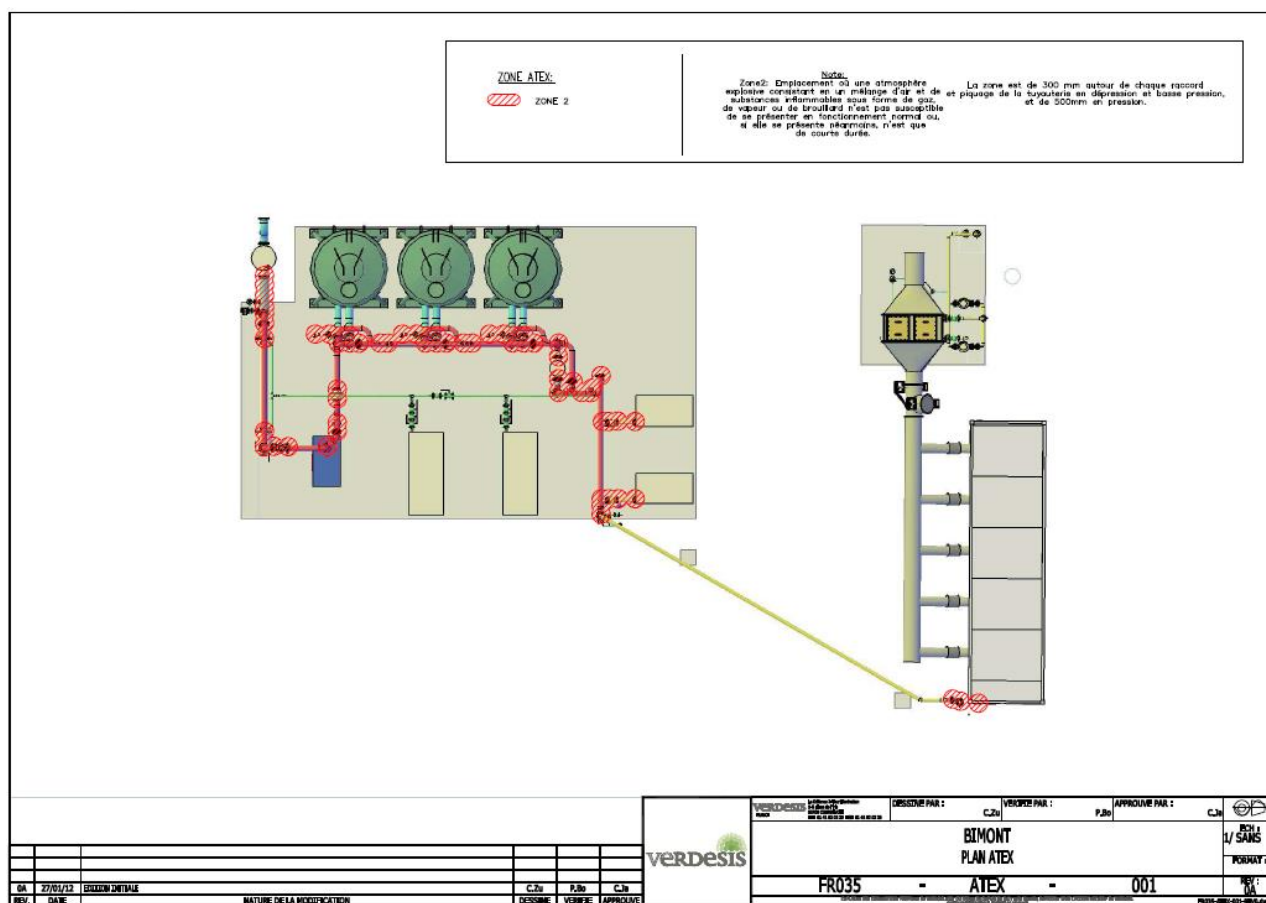 ZONE ATEX:
ZONE 2
Nota:
Zone2: Emplacement où une atmosphère
explosive consistant en un mélange d'air et de
substances inflammables sous forme de gaz,
de vapeur ou de brouillard n'est pas susceptible
de se présenter en fonctionnement normal ou,
si elle se présente néanmoins, n'est que
de courte durée.
La zone est de 300 mm autour de chaque raccord
et piquage de la tuyauterie en dépression et basse pression,
et de 500mm en pression.
VERDESIS
FRANCE
DESSINE PAR :
C.Zu
VERIFIE PAR :
P.Bo
APPROUVE PAR :
C.Ja
VERDESIS
BIMONT
PLAN ATEX
ECH :
1/ SANS
FORMAT :
FR035 - ATEX - 001
REV :
0A
0A 27/01/12 EDITION INITIALE C.Zu P.Bo C.Ja
REV. DATE NATURE DE LA MODIFICATION DESSINE VERIFIE APPROUVE